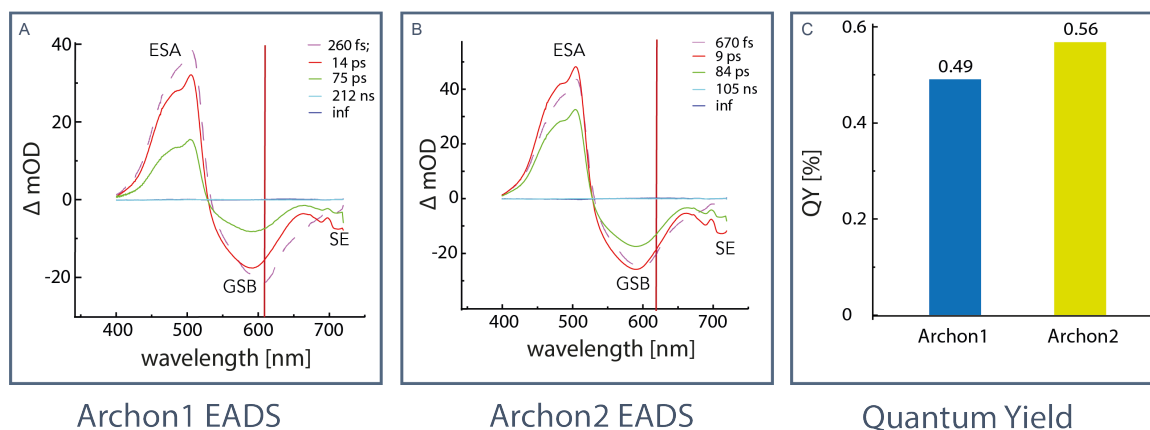 A
ESA
260 fs;
14 ps
75 ps
212 ns
inf
40
20
0
-20
Δ mOD
GSB
SE
400
500
600
700
wavelength [nm]
Archon1 EADS
B
ESA
670 fs
9 ps
84 ps
105 ns
inf
40
20
0
-20
Δ mOD
GSB
SE
400
500
600
700
wavelength [nm]
Archon2 EADS
C
0.6
0.4
0.2
0
QY [%]
0.49
0.56
Archon1
Archon2
Quantum Yield